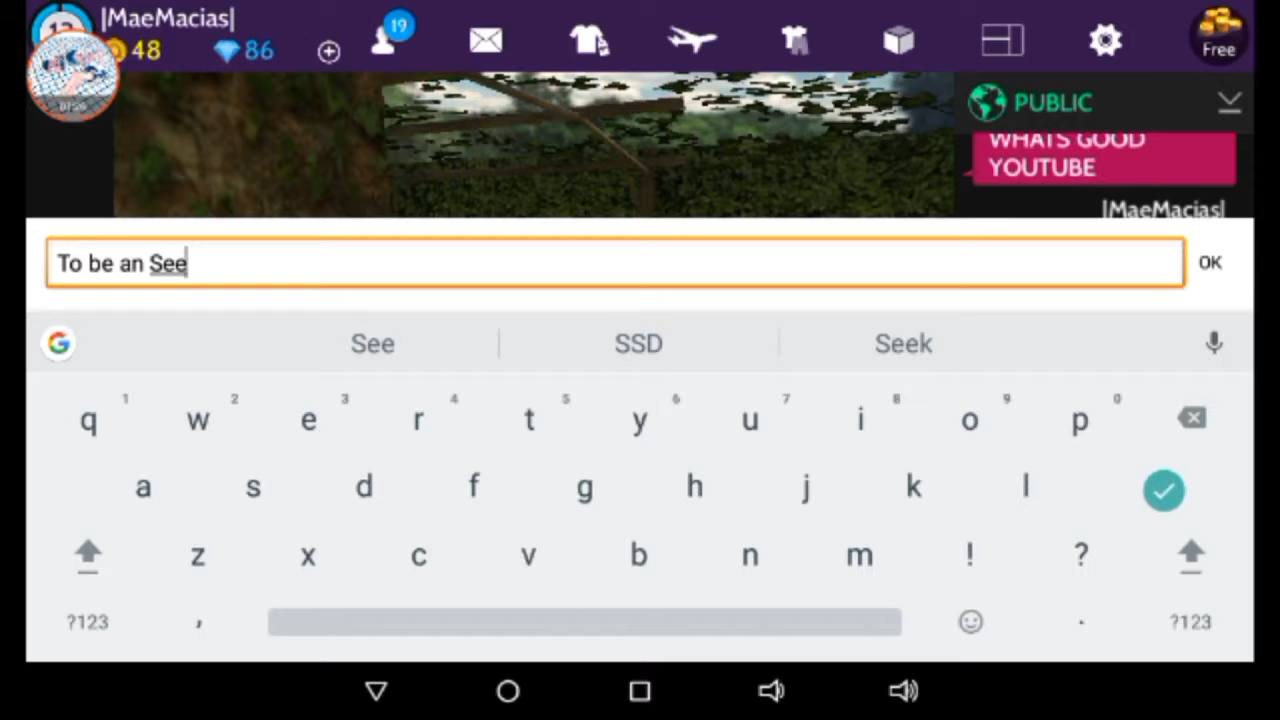 |MaeMacias|
19
48
86
Free
PUBLIC
WHATS GOOD
YOUTUBE
|MaeMacias|
To be an See
OK
See SSD Seek
1 2 3 4 5 6 7 8 9 0
q w e r t y u i o p
a s d f g h j k l
z x c v b n m ! ?
?123 , . ?123